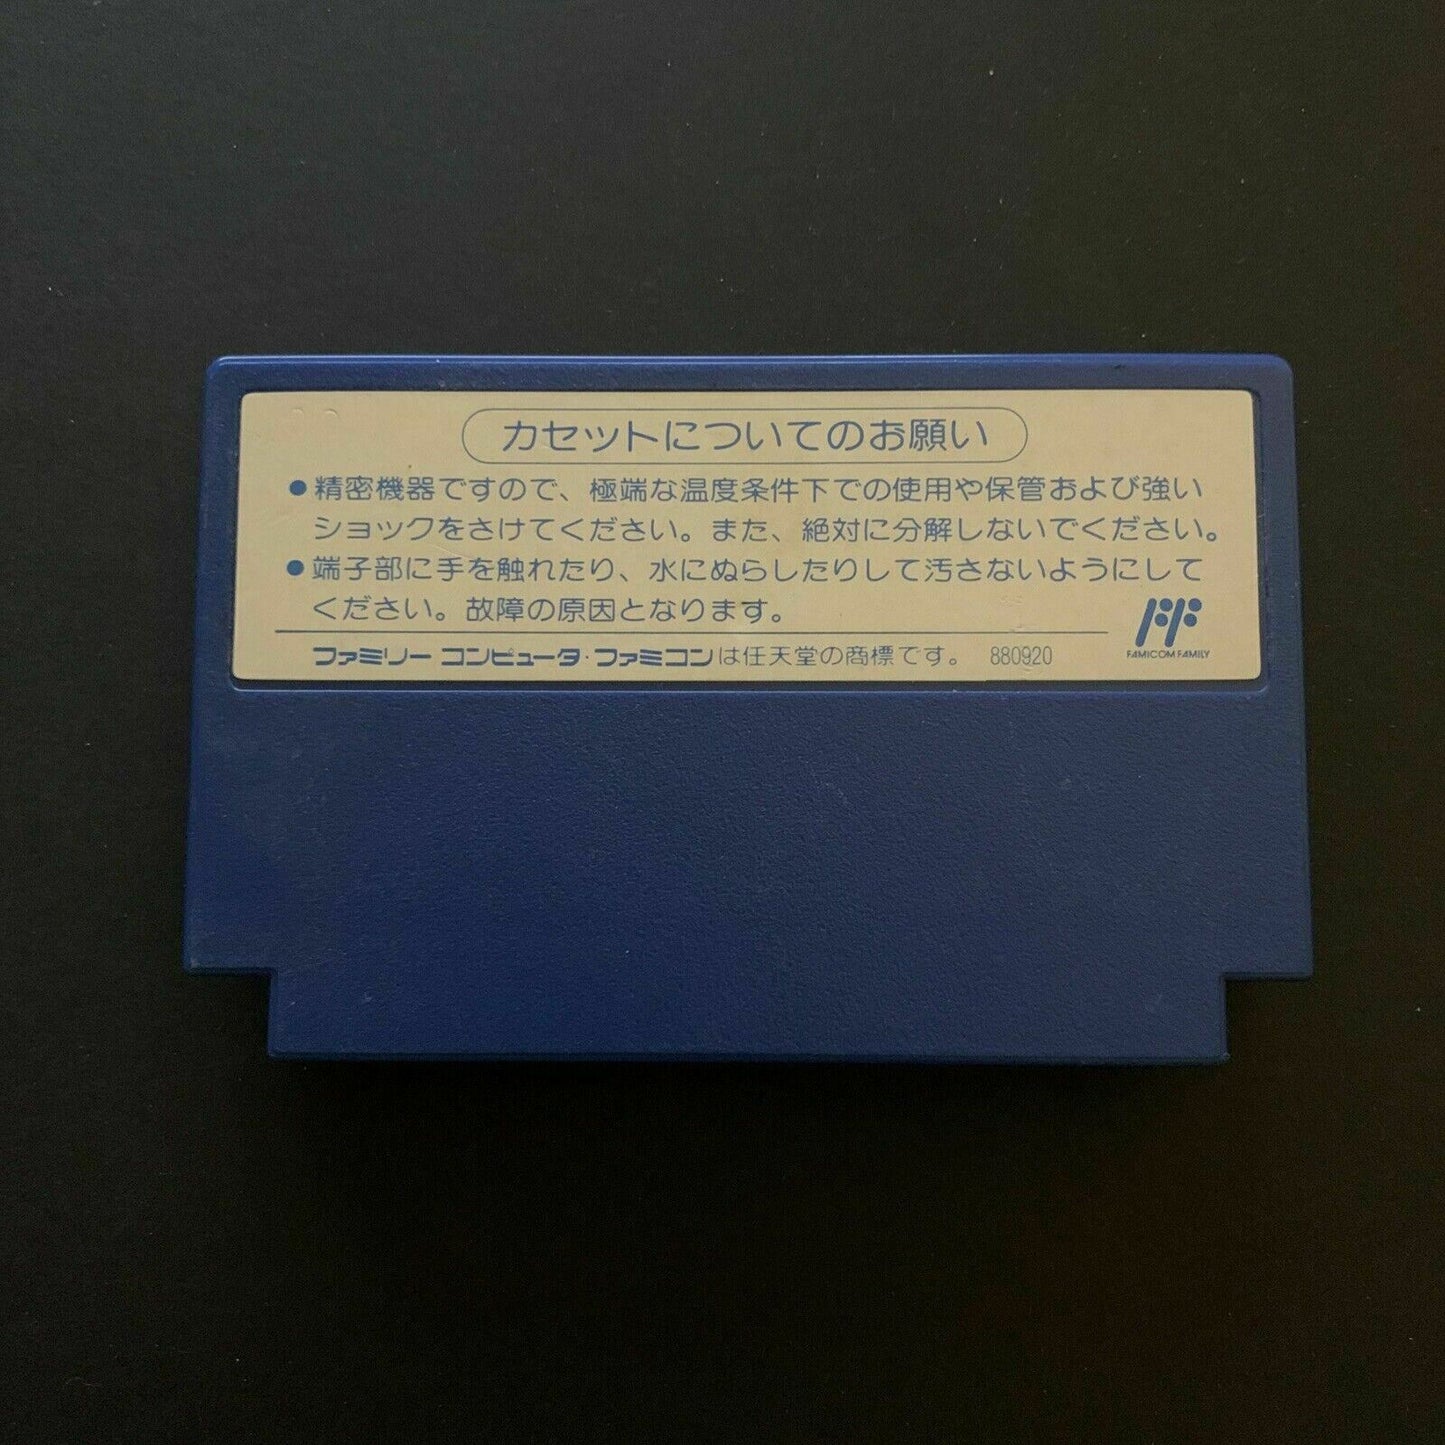 カセットについてのお願い
●精密機器ですので、極端な温度条件下での使用や保管および強い
ショックをさけてください。また、絶対に分解しないでください。
●端子部に手を触れたり、水にぬらしたりして汚さないようにして
ください。故障の原因となります。
ファミリー コンピュータ・ファミコンは任天堂の商標です。 880920
FF
FAMICOM FAMILY